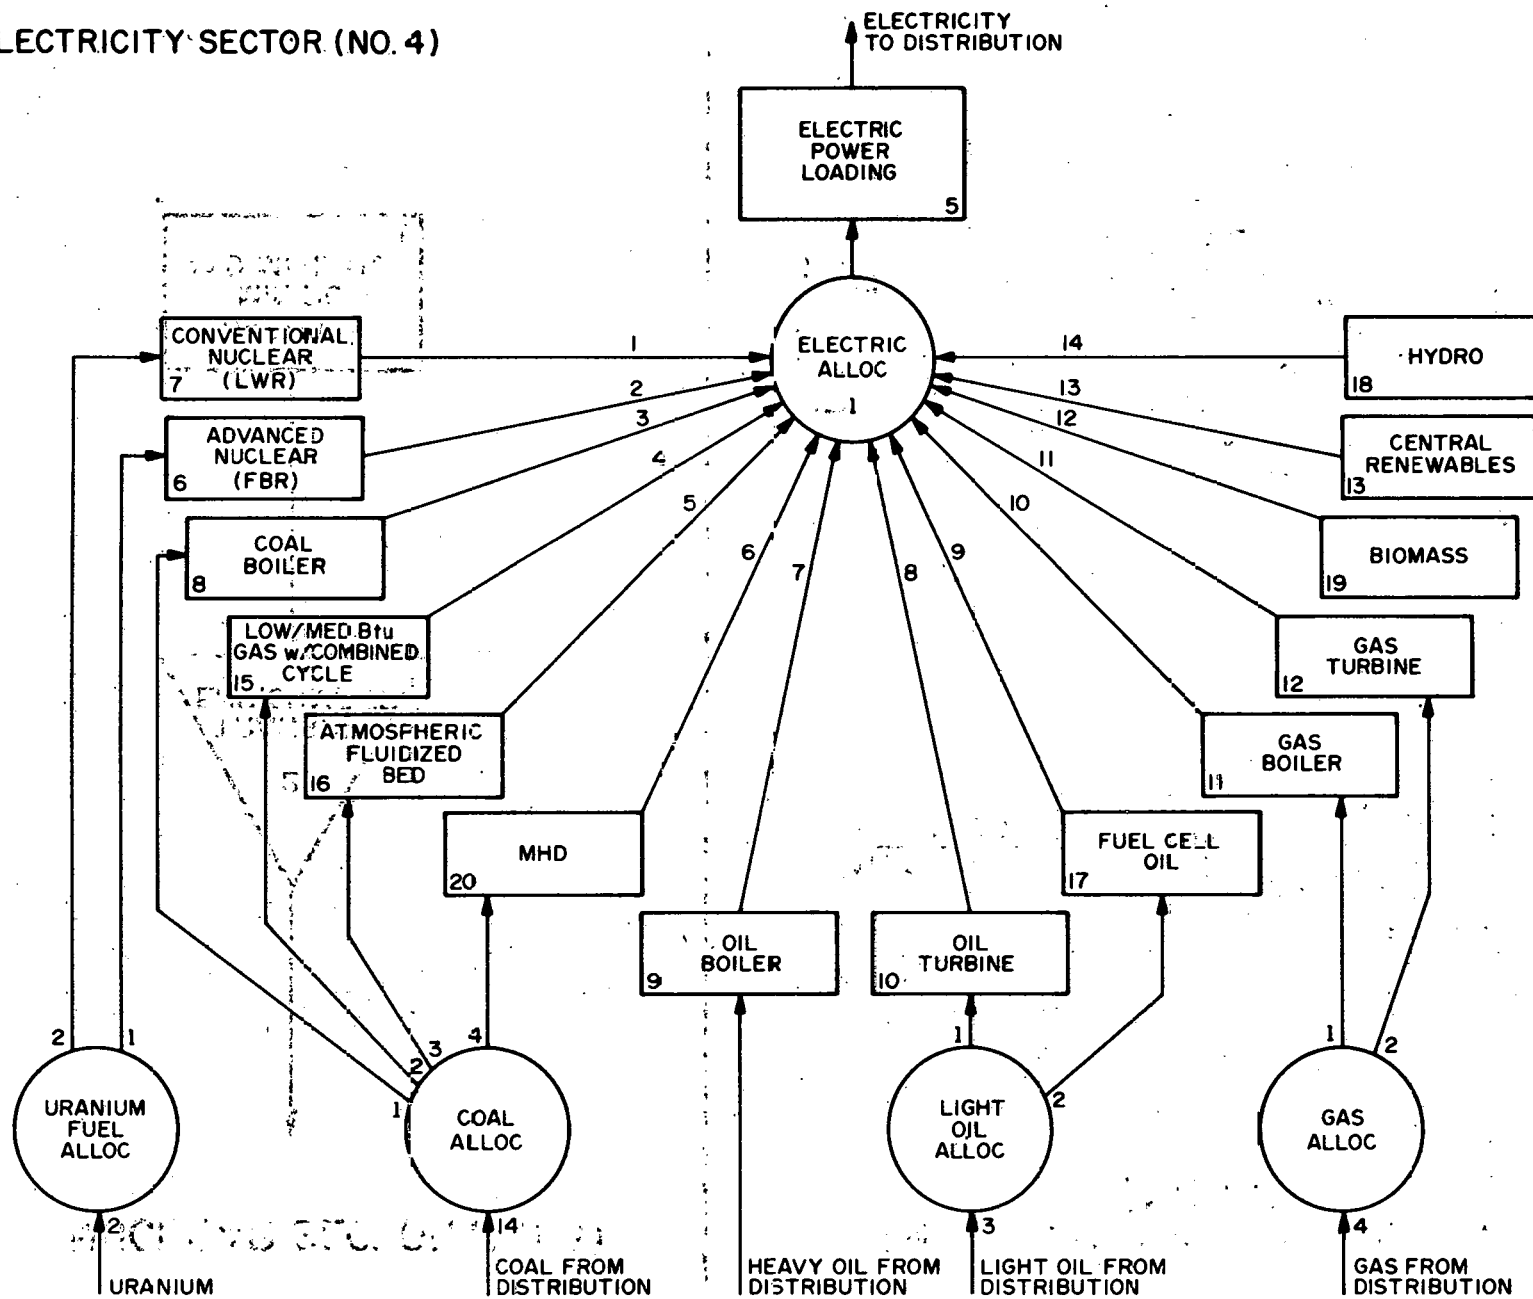 LECTRICITY SECTOR (NO. 4)
ELECTRICITY
TO DISTRIBUTION
ELECTRIC
POWER
LOADING
5
ELECTRIC
ALLOC
1
CONVENTIONAL
NUCLEAR
(LWR)
7
1
14
HYDRO
18
ADVANCED
NUCLEAR
(FBR)
6
2
13
CENTRAL
RENEWABLES
13
COAL
BOILER
8
3
12
BIOMASS
19
LOW/MED.Btu
GAS w/COMBINED
CYCLE
15
4
11
GAS
TURBINE
12
ATMOSPHERIC
FLUIDIZED
BED
16
5
10
GAS
BOILER
11
MHD
20
6
9
FUEL CELL
OIL
17
OIL
BOILER
9
7
8
OIL
TURBINE
10
2
1
URANIUM
FUEL
ALLOC
2
URANIUM
1
2
3
4
COAL
ALLOC
14
COAL FROM
DISTRIBUTION
HEAVY OIL FROM
DISTRIBUTION
1
2
LIGHT
OIL
ALLOC
3
LIGHT OIL FROM
DISTRIBUTION
1
2
GAS
ALLOC
4
GAS FROM
DISTRIBUTION